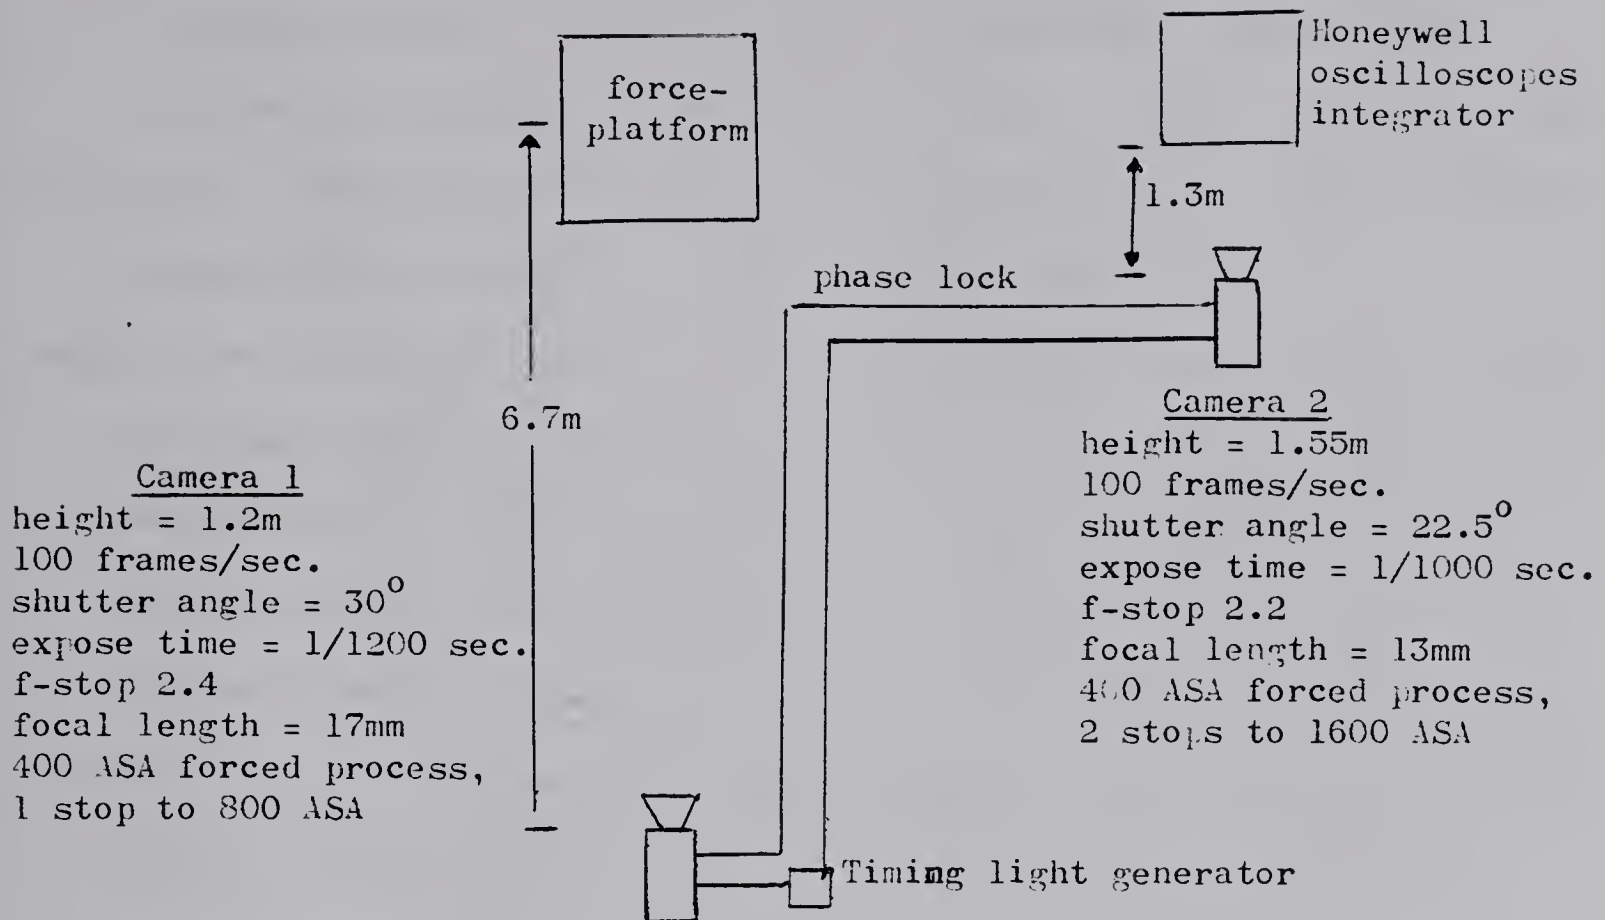 force-
platform
Honeywell
oscilloscopes
integrator
1.3m
phase lock
6.7m
Camera 1
height = 1.2m
100 frames/sec.
shutter angle = 30°
expose time = 1/1200 sec.
f-stop 2.4
focal length = 17mm
400 ASA forced process,
1 stop to 800 ASA
Camera 2
height = 1.55m
100 frames/sec.
shutter angle = 22.5°
expose time = 1/1000 sec.
f-stop 2.2
focal length = 13mm
400 ASA forced process,
2 stops to 1600 ASA
Timing light generator